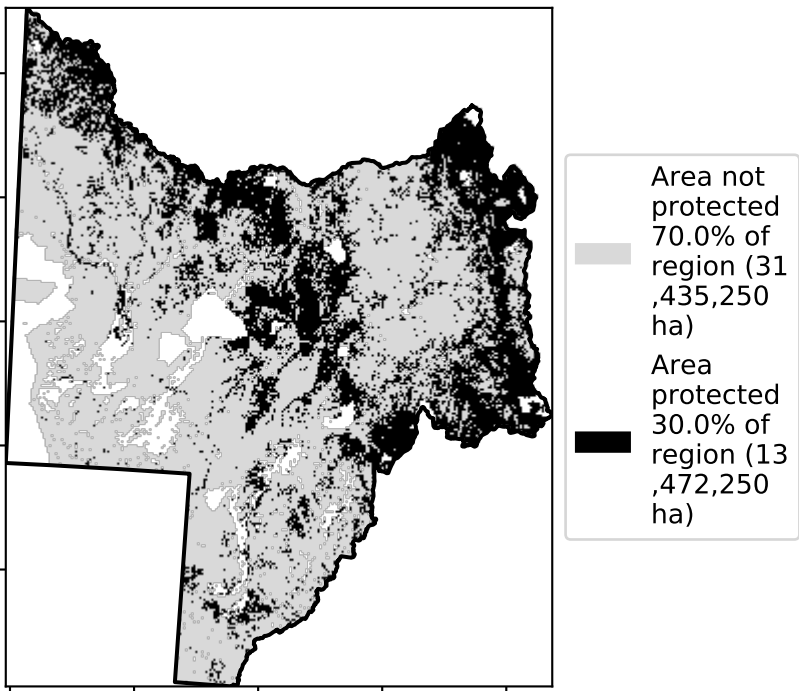 Area not
protected
70.0% of
region (31
,435,250
ha)
Area
protected
30.0% of
region (13
,472,250
ha)